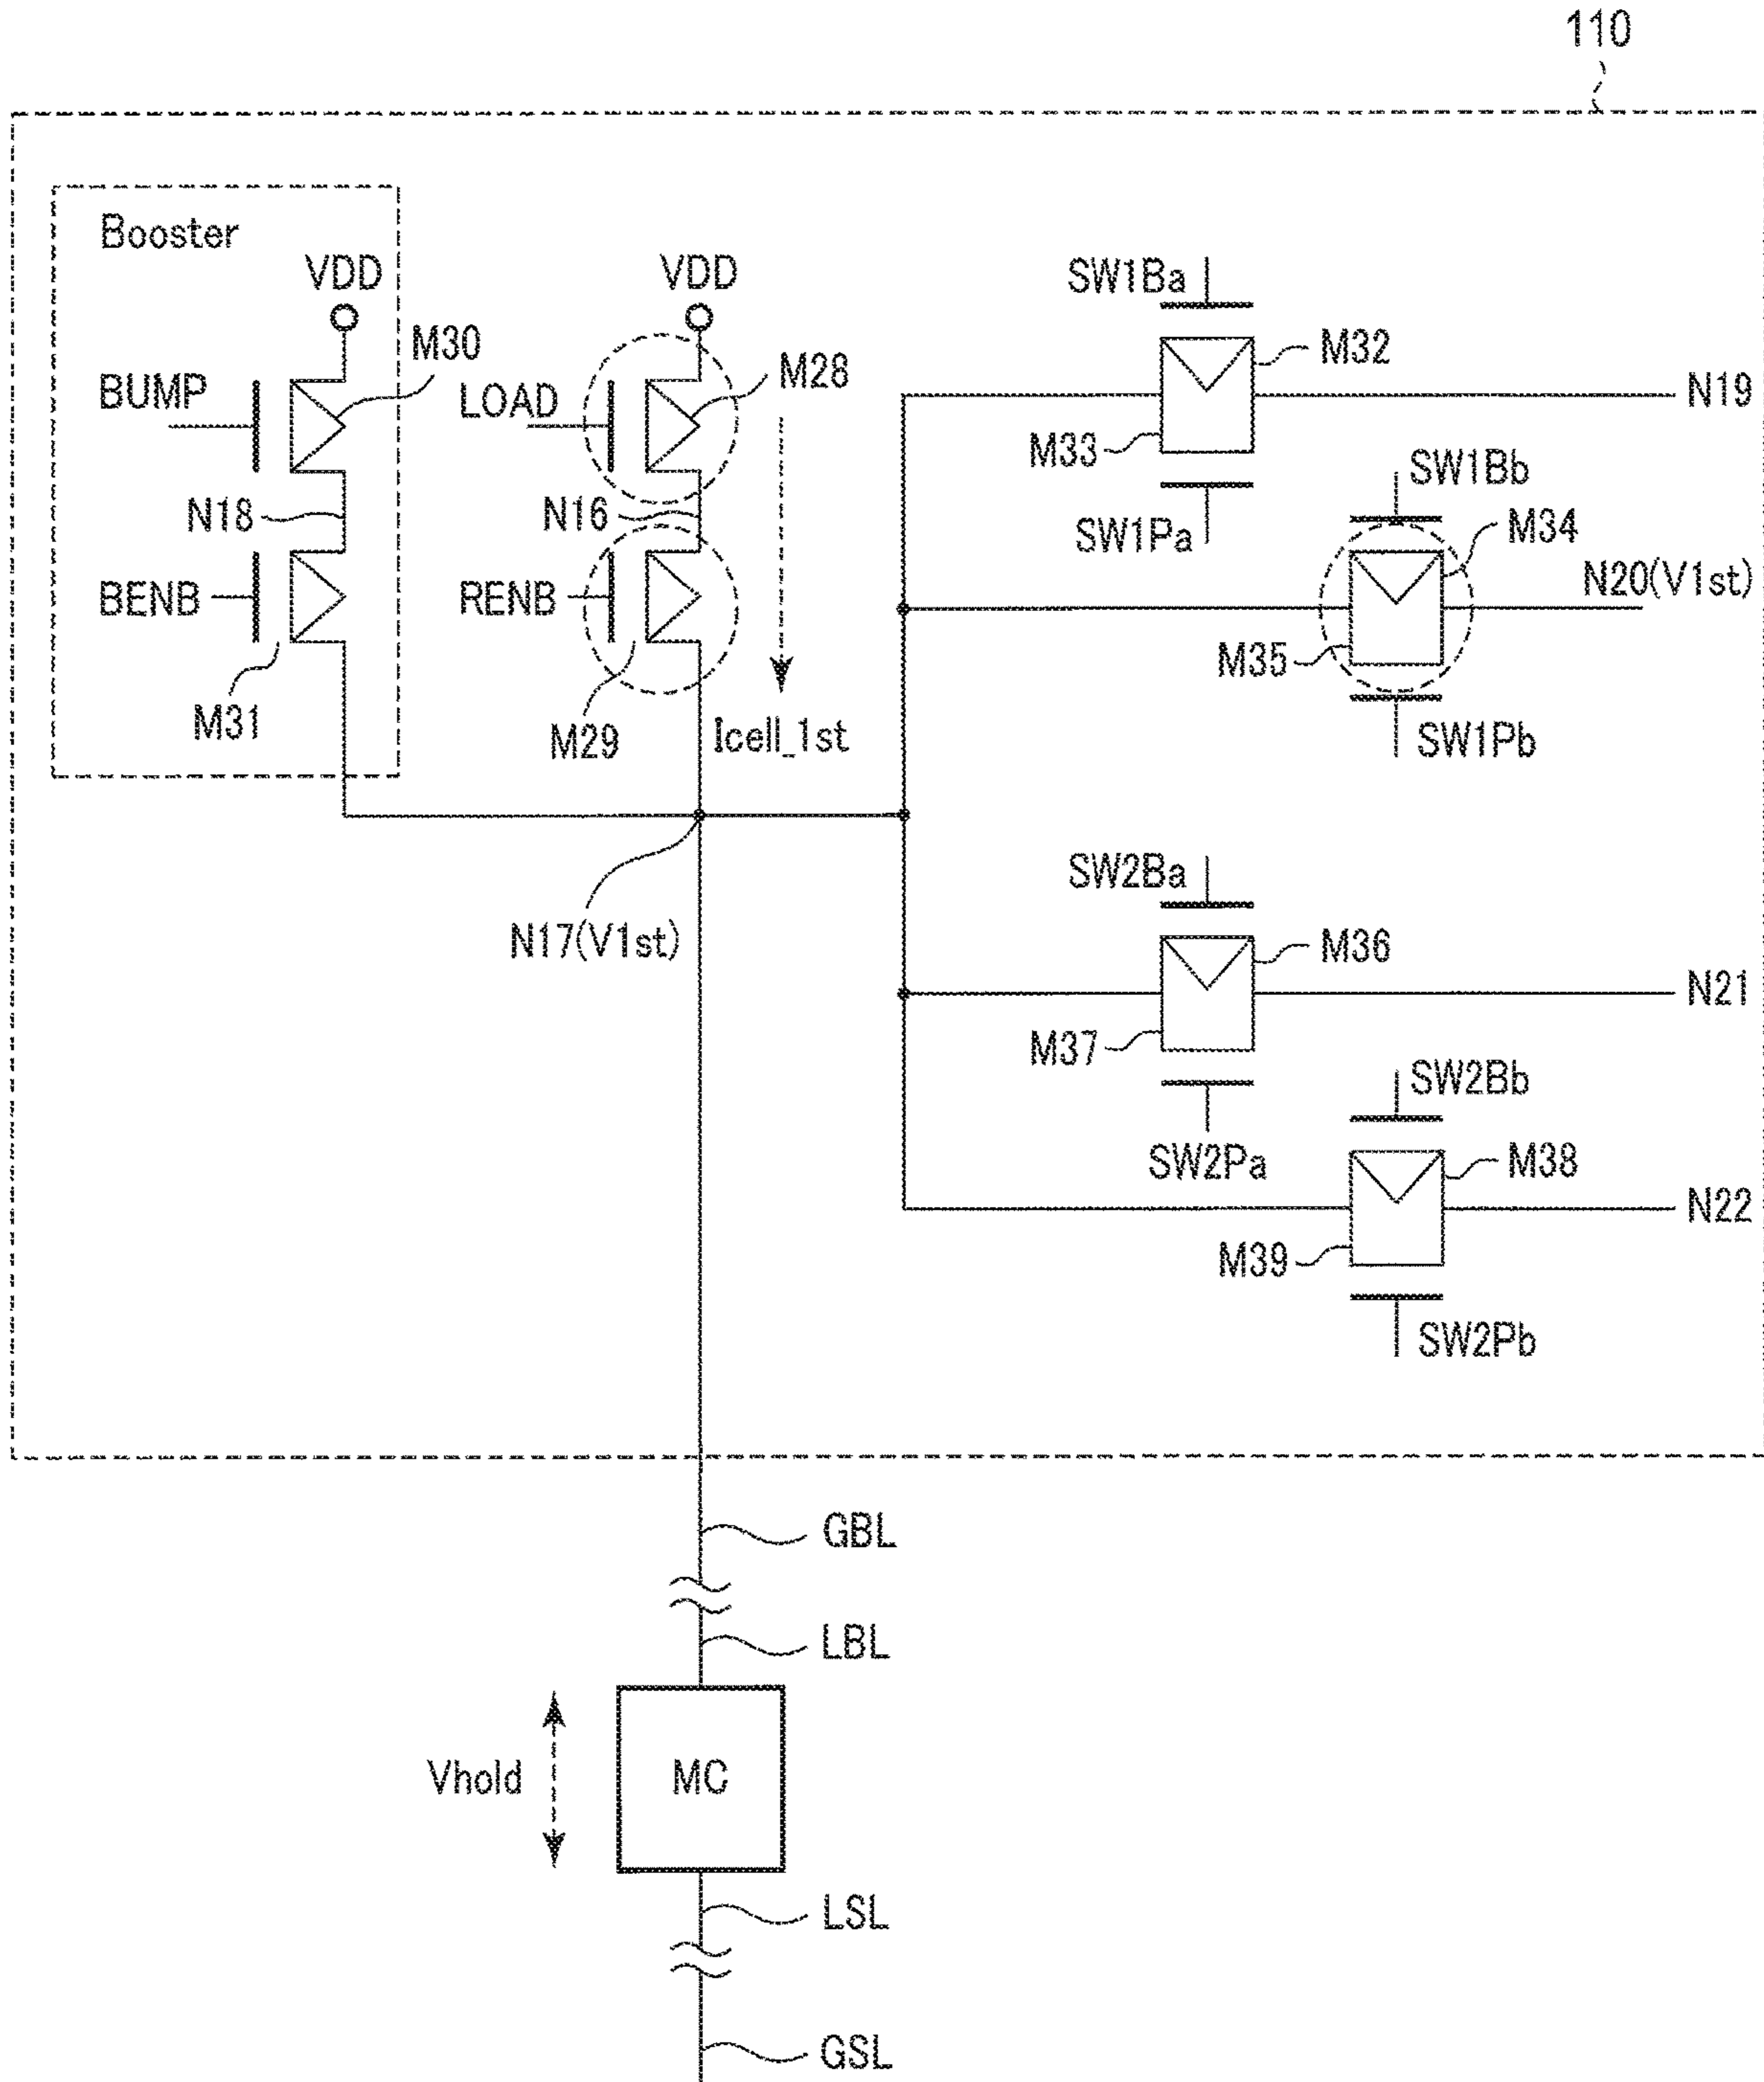 110
Booster
VDD
VDD
BUMP
M30
LOAD
M28
N18
N16
BENB
RENB
M31
M29
Icell_1st
SW1Ba
M32
N19
M33
SW1Pa
SW1Bb
M34
N20(V1st)
M35
SW1Pb
N17(V1st)
SW2Ba
M36
N21
M37
SW2Pa
SW2Bb
M38
N22
M39
SW2Pb
GBL
LBL
Vhold
MC
LSL
GSL